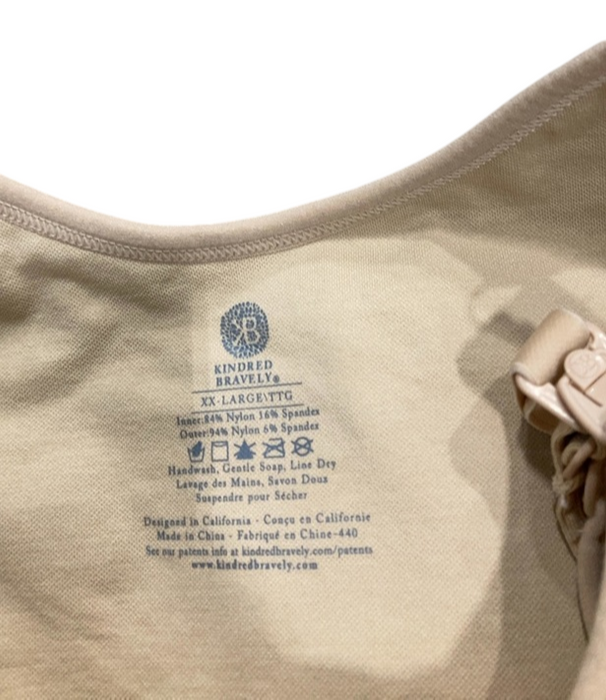 KINDRED
BRAVELY®
XX-LARGE\TTG
Inner:84% Nylon 16% Spandex
Outer:94% Nylon 6% Spandex
Handwash, Gentle Soap, Line Dry
Lavage des Mains, Savon Doux
Suspendre pour Sécher
Designed in California - Conçu en Californie
Made in China - Fabriqué en Chine-440
See our patents info at kindredbravely.com/patents
www.kindredbravely.com